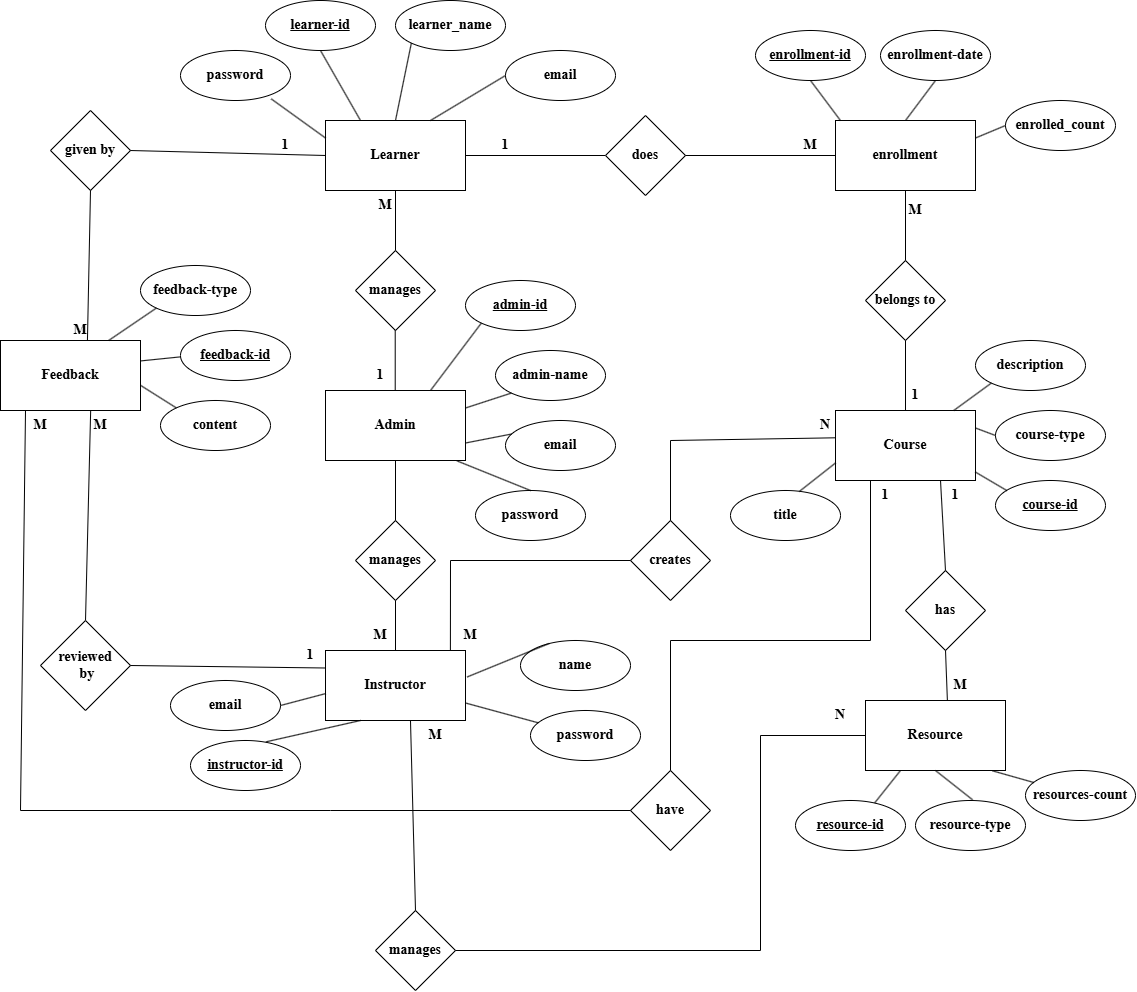 learner-id
learner_name
password
email
enrollment-id
enrollment-date
enrolled_count
given by
1
Learner
1
does
M
enrollment
M
M
manages
belongs to
feedback-type
admin-id
M
feedback-id
Feedback
1
admin-name
description
1
content
M
M
Admin
email
N
Course
course-type
password
title
1
1
course-id
manages
creates
has
M
M
reviewed
by
1
Instructor
name
M
email
password
M
N
Resource
instructor-id
have
resource-id
resource-type
resources-count
manages